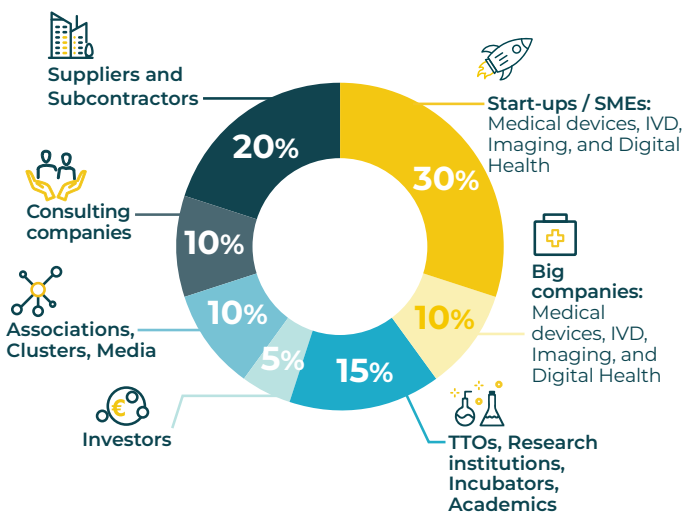 Suppliers and
Subcontractors
20%
Start-ups / SMEs:
Medical devices, IVD,
Imaging, and Digital
Health
30%
Consulting
companies
10%
Big
companies:
Medical
devices, IVD,
Imaging, and
Digital Health
10%
Associations,
Clusters, Media
10%
5%
15%
€
Investors
TTOs, Research
institutions,
Incubators,
Academics